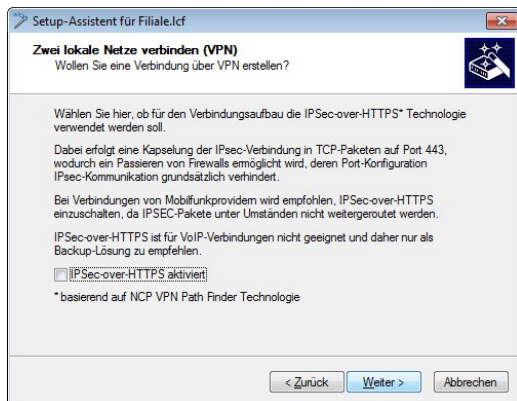 Setup-Assistent für Filiale.lcf
Zwei lokale Netze verbinden (VPN)
Wollen Sie eine Verbindung über VPN erstellen?
Wählen Sie hier, ob für den Verbindungsaufbau die IPSec-over-HTTPS* Technologie
verwendet werden soll.
Dabei erfolgt eine Kapselung der IPsec-Verbindung in TCP-Paketen auf Port 443,
wodurch ein Passieren von Firewalls ermöglicht wird, deren Port-Konfiguration
IPsec-Kommunikation grundsätzlich verhindert.
Bei Verbindungen von Mobilfunkprovidern wird empfohlen, IPSec-over-HTTPS
einzuschalten, da IPSEC-Pakete unter Umständen nicht weitergeroutet werden.
IPSec-over-HTTPS ist für VoIP-Verbindungen nicht geeignet und daher nur als
Backup-Lösung zu empfehlen.
IPSec-over-HTTPS aktiviert
* basierend auf NCP VPN Path Finder Technologie
< Zurück
Weiter >
Abbrechen